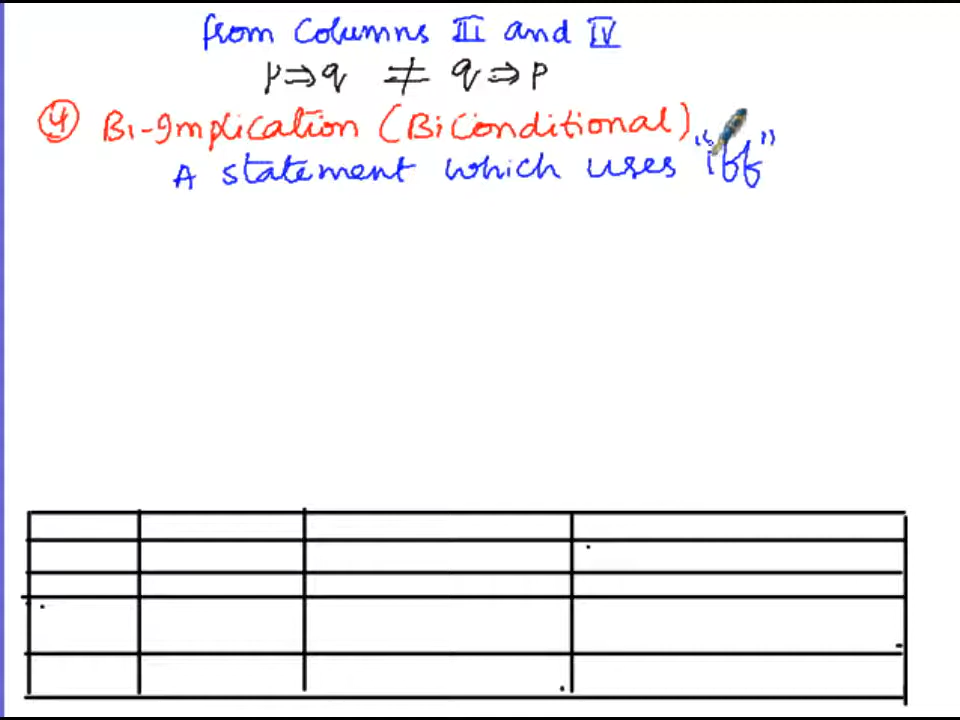 from Columns III and IV
p⇒q ≠ q⇒p
④ Bi-Implication (BiConditional)
A statement which uses "iff"